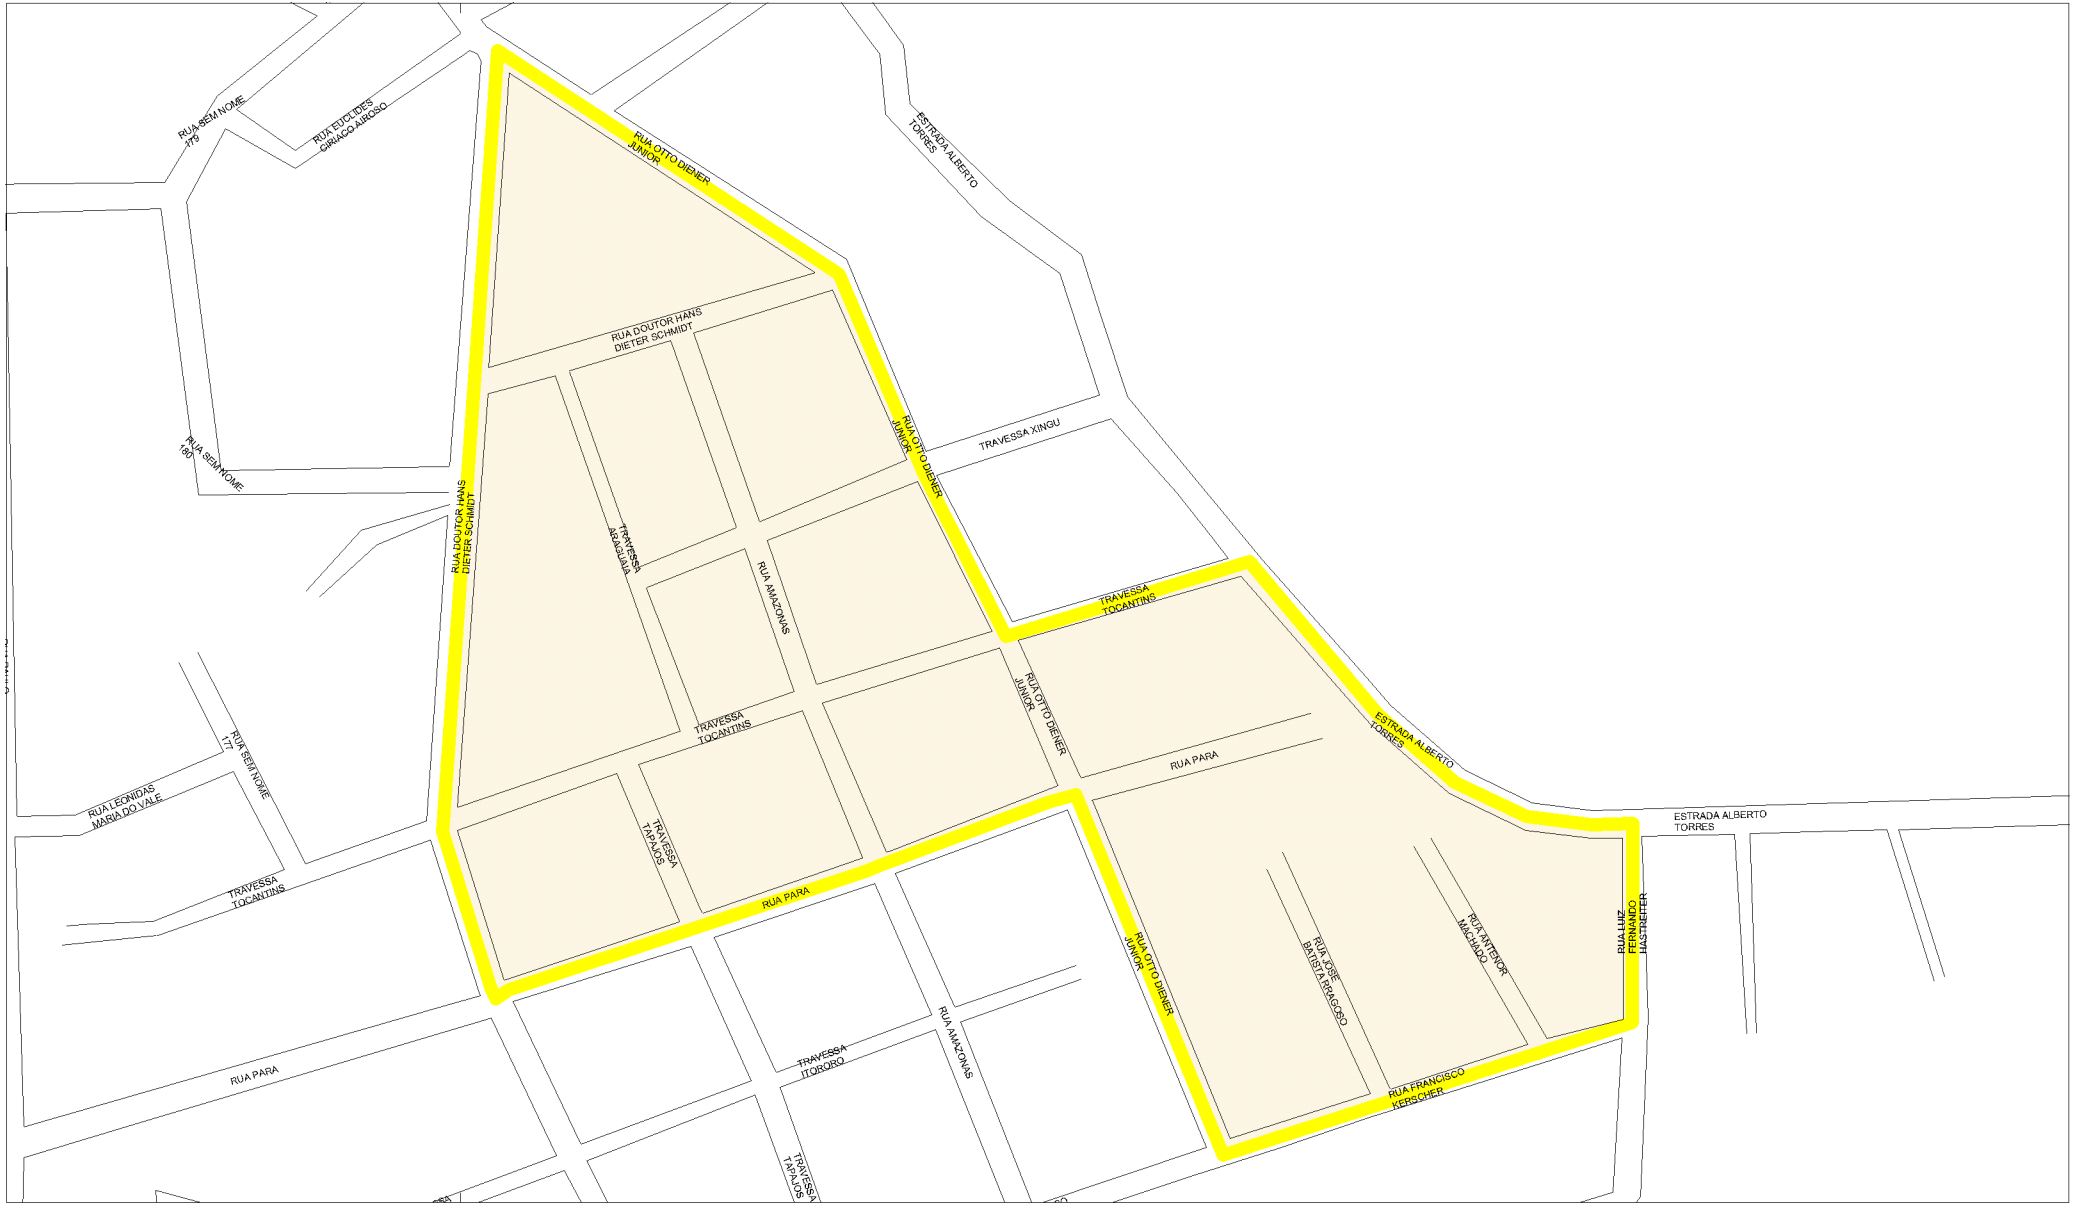 RUA SEM NOME
179
RUA EUCLIDES
CIRIACO AIROSO
RUA OTTO DIENER
JUNIOR
ESTRADA ALBERTO
TORRES
RUA DOUTOR HANS
DIETER SCHMIDT
RUA OTTO DIENER
JUNIOR
TRAVESSA XINGU
RUA SEM NOME
180
RUA DOUTOR HANS
DIETER SCHMIDT
TRAVESSA
ARAGUAIA
RUA AMAZONAS
TRAVESSA
TOCANTINS
RUA OTTO DIENER
JUNIOR
TRAVESSA
TOCANTINS
RUA SEM NOME
177
ESTRADA ALBERTO
TORRES
RUA PARA
RUA LEONIDAS
MARIA DO VALE
ESTRADA ALBERTO
TORRES
TRAVESSA
TAPAJOS
TRAVESSA
TOCANTINS
RUA PARA
RUA LUIZ
FERNANDO
HASTREITER
RUA ANTENOR
MACHADO
RUA JOSE
BATISTA RRAGOSO
RUA OTTO DIENER
JUNIOR
RUA AMAZONAS
TRAVESSA
ITORORO
RUA PARA
RUA FRANCISCO
KERSCHER
TRAVESSA
TAPAJOS